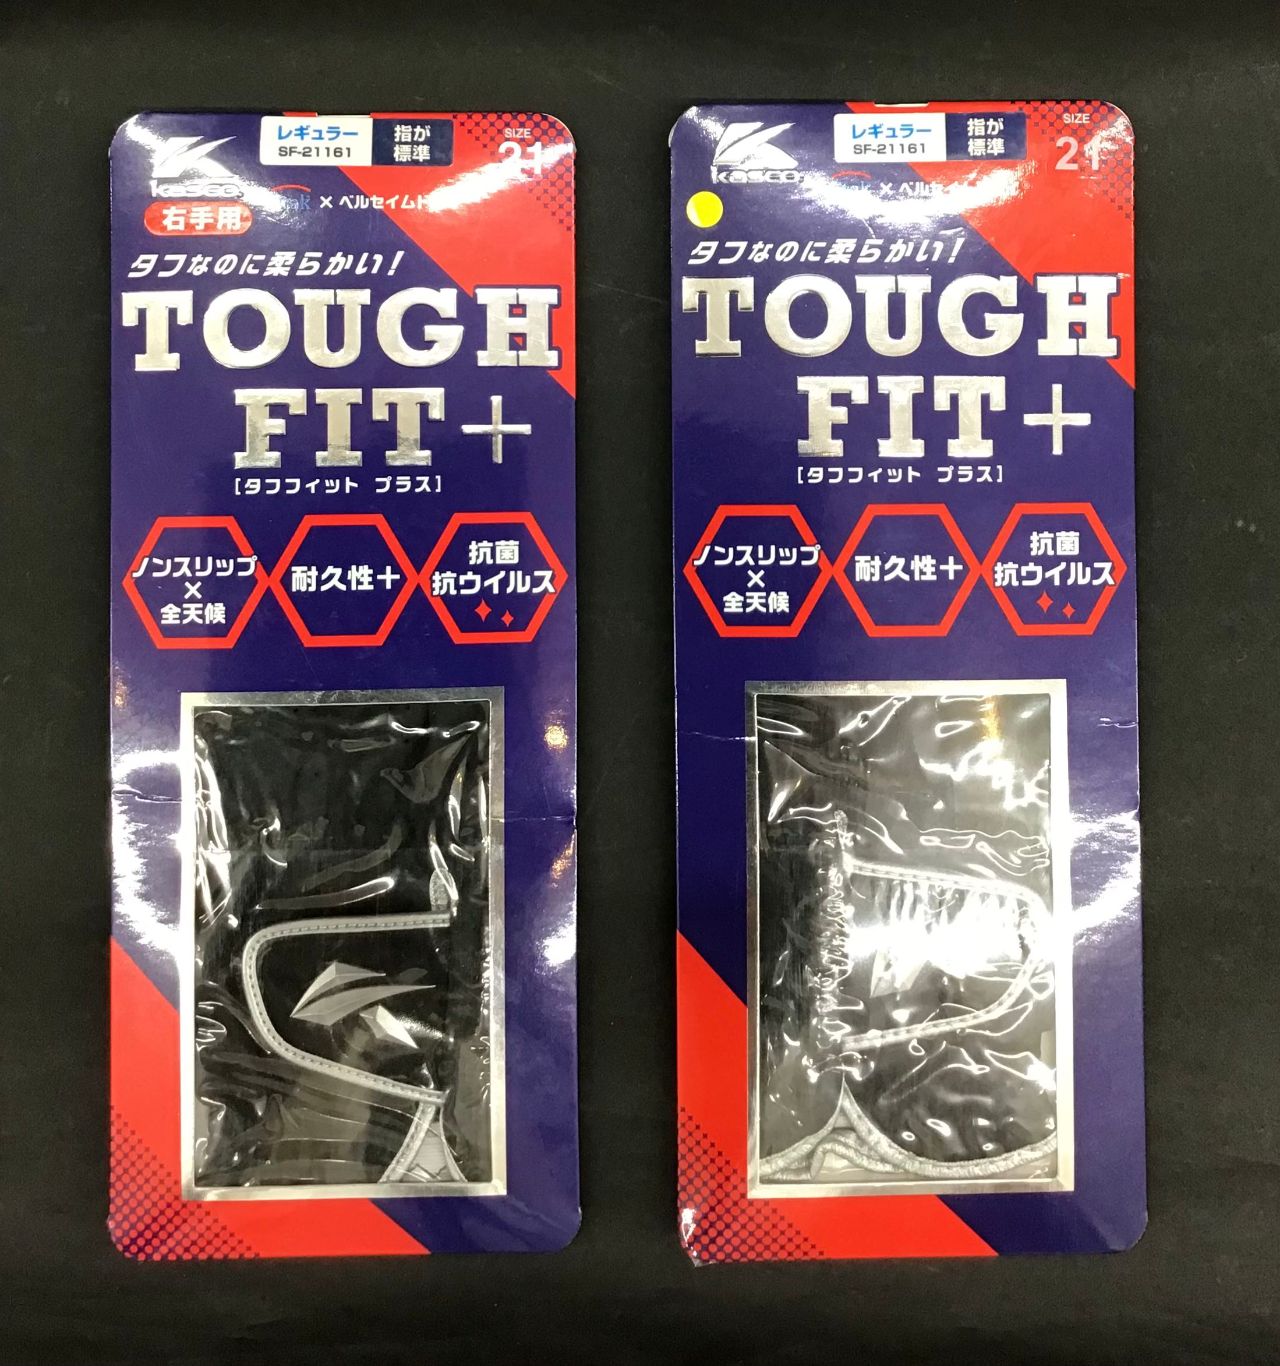 kasco
レギュラー
SF-21161
指が
標準
SIZE
21
右手用
× ベルセイム
タフなのに柔らかい!
TOUGH
FIT+
[タフフィット プラス]
ノンスリップ
×
全天候
耐久性+
抗菌
抗ウイルス
kasco
レギュラー
SF-21161
指が
標準
SIZE
21
× ベルセイム
タフなのに柔らかい!
TOUGH
FIT+
[タフフィット プラス]
ノンスリップ
×
全天候
耐久性+
抗菌
抗ウイルス